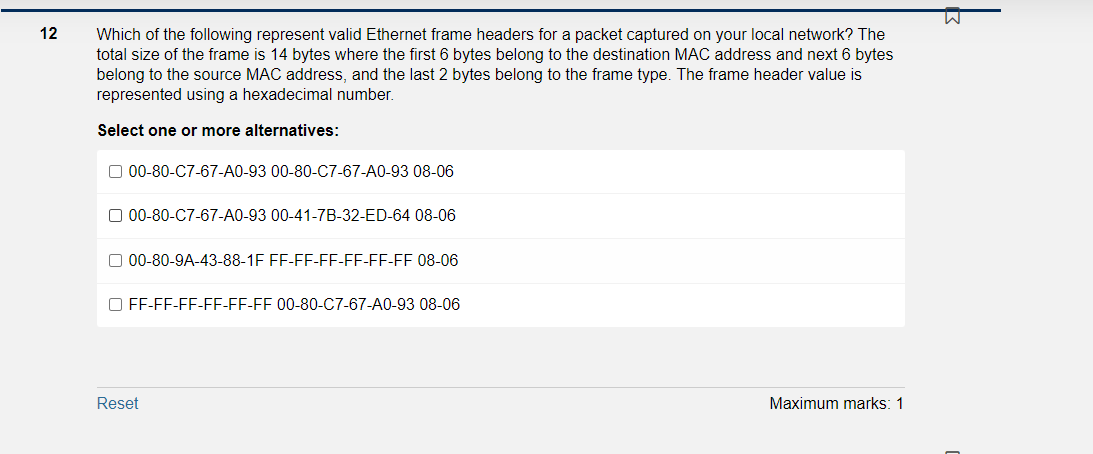 12
Which of the following represent valid Ethernet frame headers for a packet captured on your local network? The
total size of the frame is 14 bytes where the first 6 bytes belong to the destination MAC address and next 6 bytes
belong to the source MAC address, and the last 2 bytes belong to the frame type. The frame header value is
represented using a hexadecimal number.
Select one or more alternatives:
00-80-C7-67-A0-93 00-80-C7-67-A0-93 08-06
00-80-C7-67-A0-93 00-41-7B-32-ED-64 08-06
00-80-9A-43-88-1F FF-FF-FF-FF-FF-FF 08-06
FF-FF-FF-FF-FF-FF 00-80-C7-67-A0-93 08-06
Reset
Maximum marks: 1